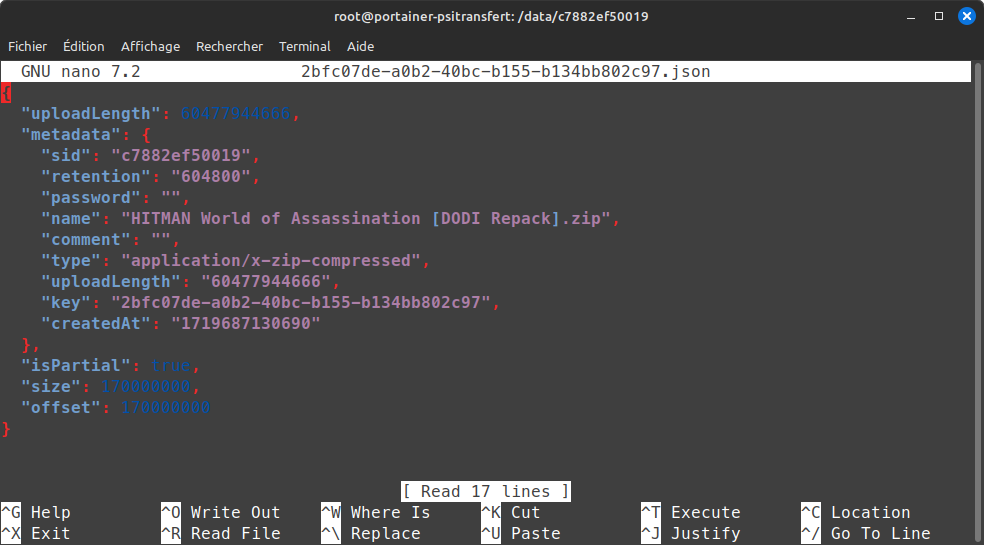 root@portainer-psitransfert: /data/c7882ef50019
Fichier Édition Affichage Rechercher Terminal Aide
GNU nano 7.2 2bfc07de-a0b2-40bc-b155-b134bb802c97.json
{
"uploadLength": 60477944666,
"metadata": {
"sid": "c7882ef50019",
"retention": "604800",
"password": "",
"name": "HITMAN World of Assassination [DODI Repack].zip",
"comment": "",
"type": "application/x-zip-compressed",
"uploadLength": "60477944666",
"key": "2bfc07de-a0b2-40bc-b155-b134bb802c97",
"createdAt": "1719687130690"
},
"isPartial": true,
"size": 170000000,
"offset": 170000000
}
[ Read 17 lines ]
^G Help ^O Write Out ^W Where Is ^K Cut ^T Execute ^C Location
^X Exit ^R Read File ^\ Replace ^U Paste ^J Justify ^/ Go To Line